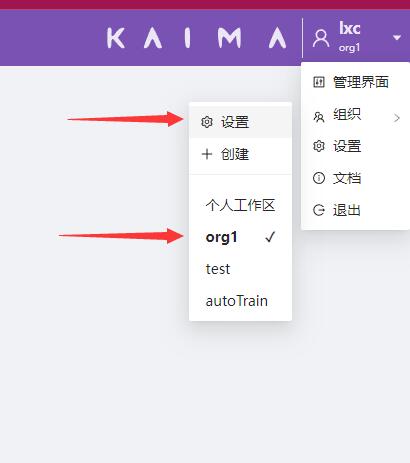 KAIMA
lxc
org1
管理界面
组织
设置
文档
退出
设置
创建
个人工作区
org1
test
autoTrain